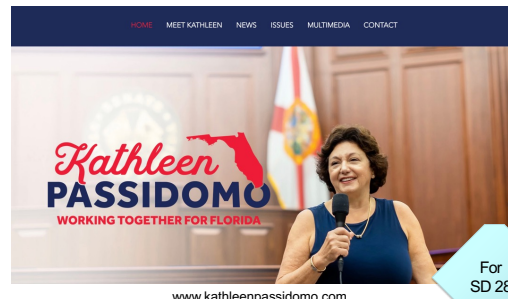 HOME MEET KATHLEEN NEWS ISSUES MULTIMEDIA CONTACT
Kathleen
PASSIDOMO
WORKING TOGETHER FOR FLORIDA
For
SD 28
www.kathleenpassidomo.com